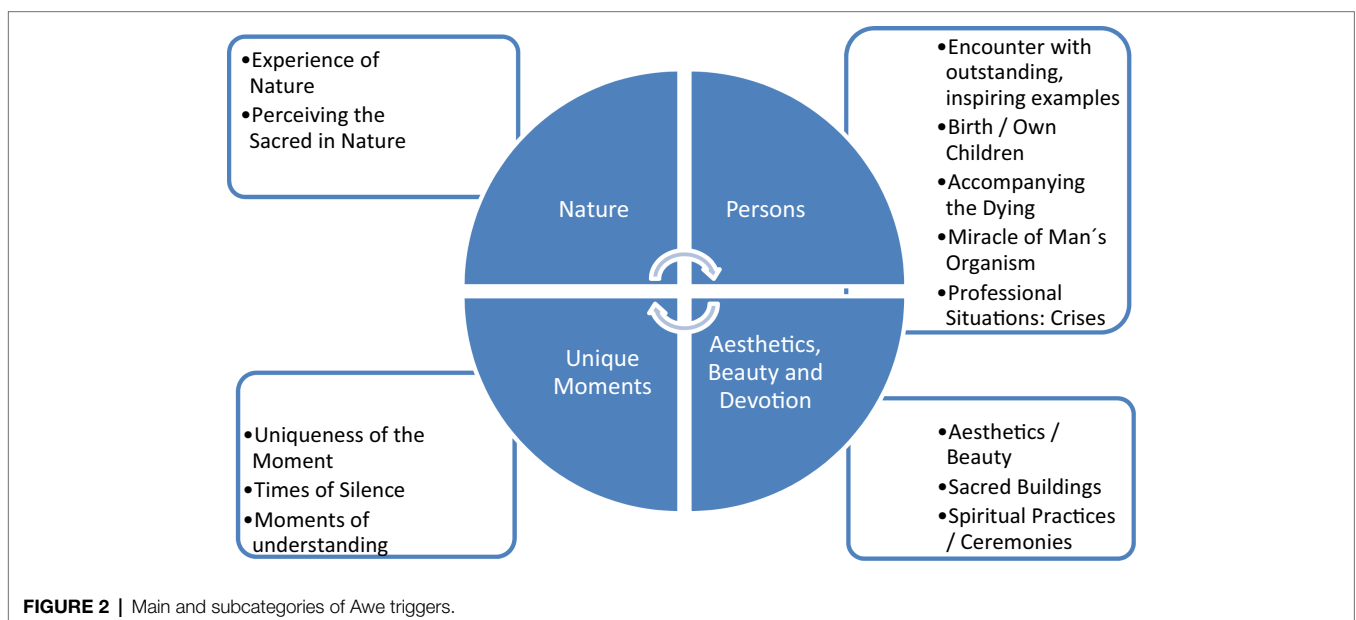 •Experience of
Nature
•Perceiving the
Sacred in Nature
Nature
Persons
•Encounter with
outstanding,
inspiring examples
•Birth / Own
Children
•Accompanying
the Dying
•Miracle of Man´s
Organism
•Professional
Situations: Crises
Unique
Moments
Aesthetics,
Beauty and
Devotion
•Uniqueness of the
Moment
•Times of Silence
•Moments of
understanding
•Aesthetics /
Beauty
•Sacred Buildings
•Spiritual Practices
/ Ceremonies
FIGURE 2 | Main and subcategories of Awe triggers.